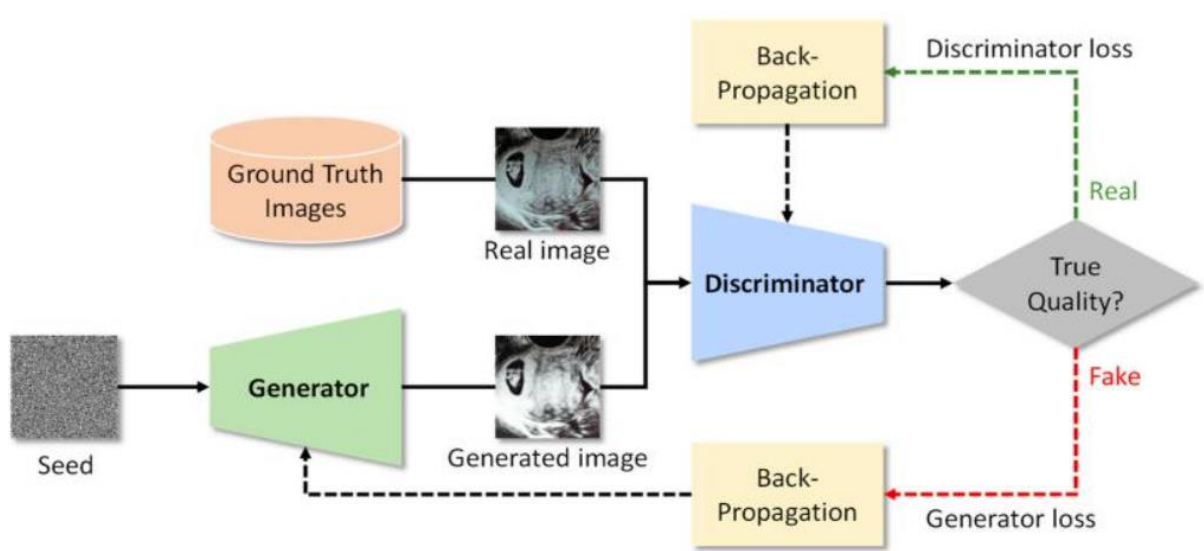 Back-
Propagation
Discriminator loss
Ground Truth
Images
Real image
Real
Discriminator
True
Quality?
Seed
Generator
Generated image
Fake
Back-
Propagation
Generator loss